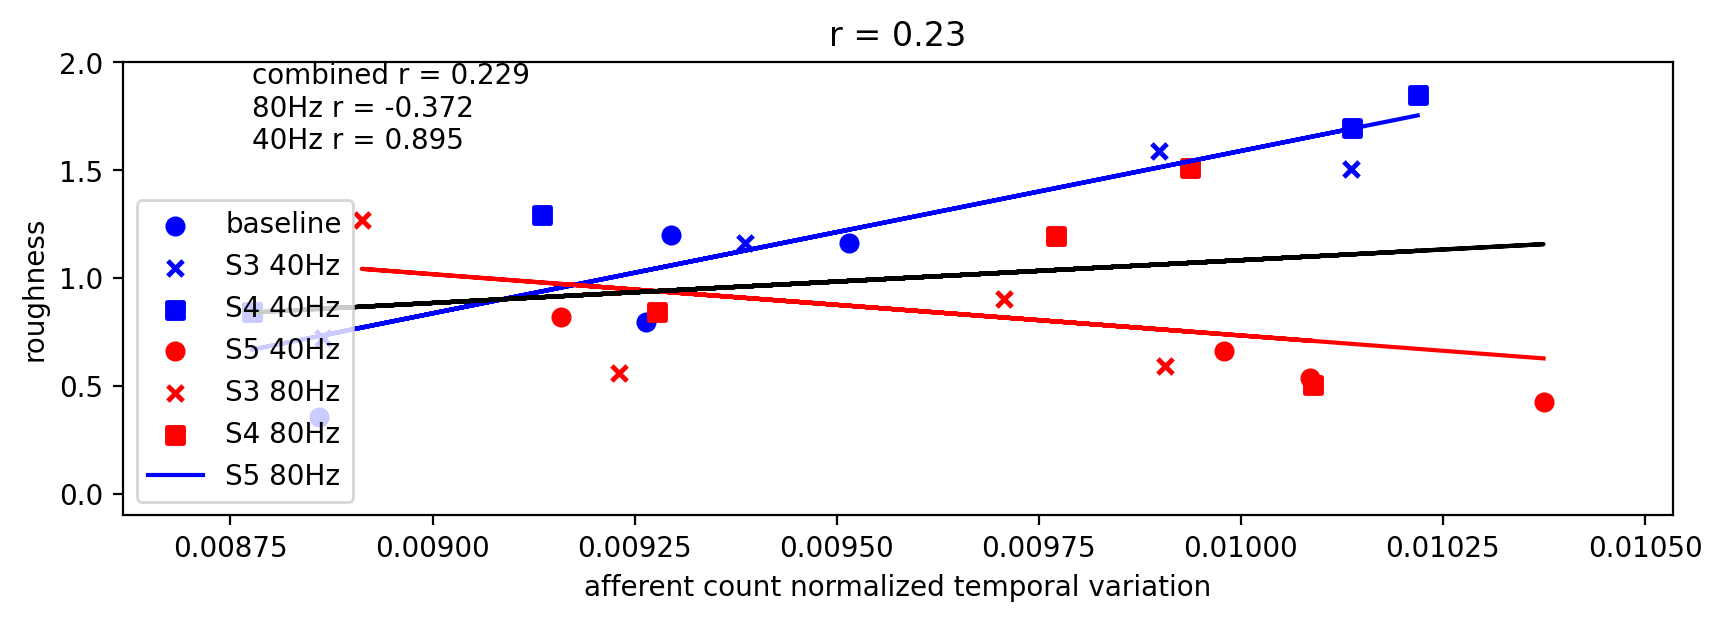 r = 0.23
combined r = 0.229
80Hz r = -0.372
40Hz r = 0.895
roughness
2.0
1.5
1.0
0.5
0.0
baseline
S3 40Hz
S4 40Hz
S5 40Hz
S3 80Hz
S4 80Hz
S5 80Hz
0.00875 0.00900 0.00925 0.00950 0.00975 0.01000 0.01025 0.01050
afferent count normalized temporal variation